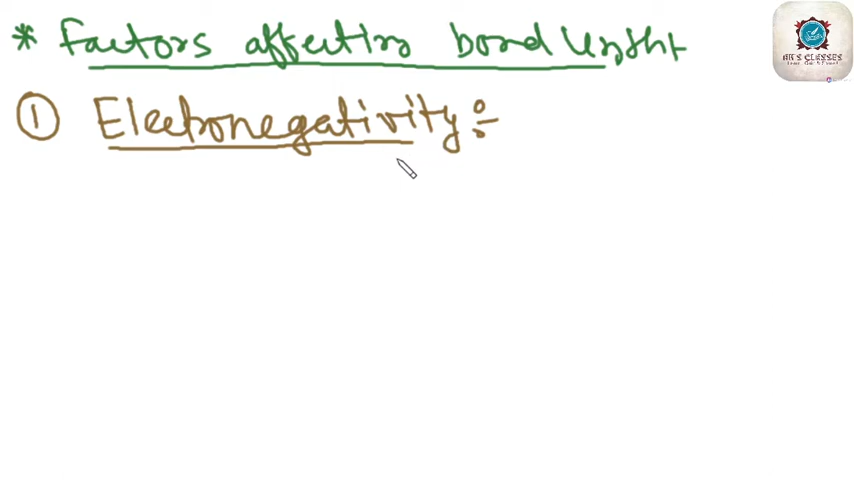 * Factors affecting bond length
① Electronegativity ÷